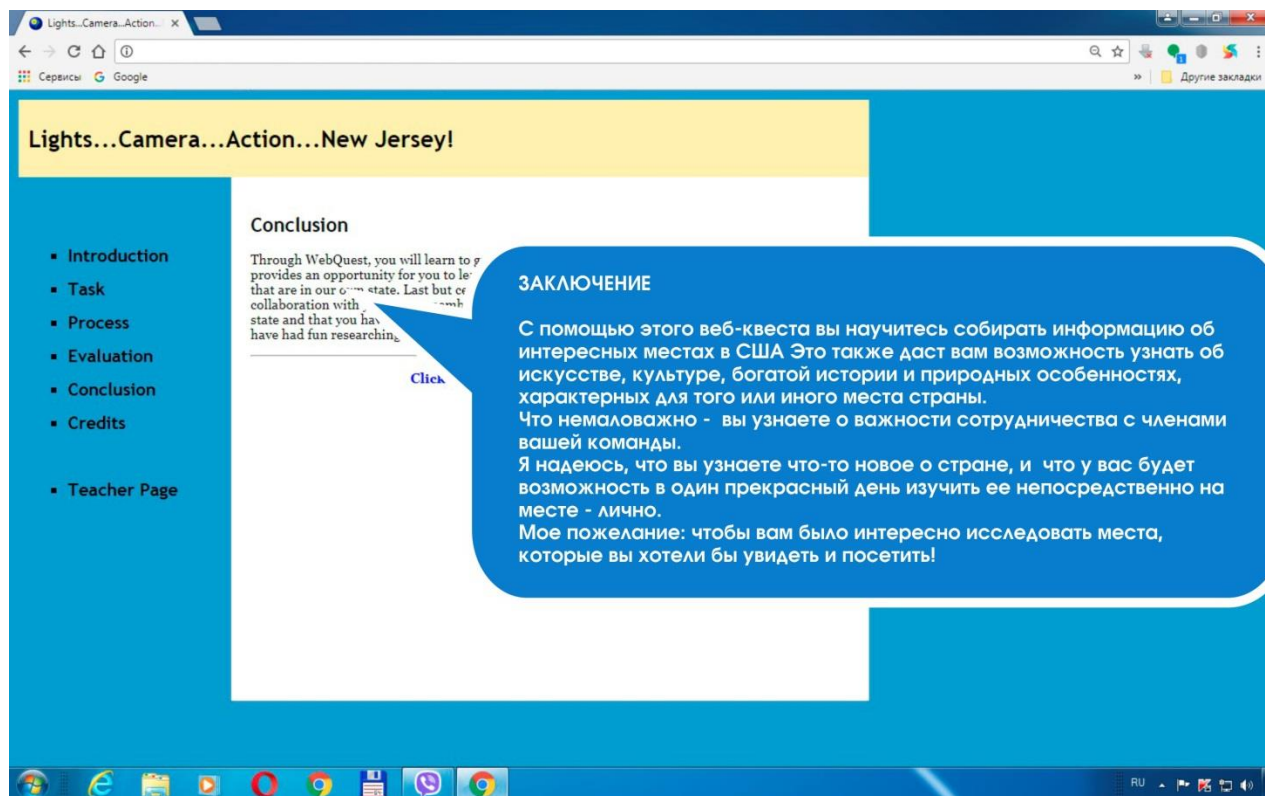 Lights...Camera...Action...
Сервисы
Google
»
Другие закладки
Lights...Camera...Action...New Jersey!
Introduction
Task
Process
Evaluation
Conclusion
Credits
Teacher Page
Conclusion
Through WebQuest, you will learn to
provides an opportunity for you to
that are in our own state. Last but
collaboration with
state and that you
have had fun researching
Click
ЗАКЛЮЧЕНИЕ
С помощью этого веб-квеста вы научитесь собирать информацию об
интересных местах в США Это также даст вам возможность узнать об
искусстве, культуре, богатой истории и природных особенностях,
характерных для того или иного места страны.
Что немаловажно - вы узнаете о важности сотрудничества с членами
вашей команды.
Я надеюсь, что вы узнаете что-то новое о стране, и что у вас будет
возможность в один прекрасный день изучить ее непосредственно на
месте - лично.
Мое пожелание: чтобы вам было интересно исследовать места,
которые вы хотели бы увидеть и посетить!
RU